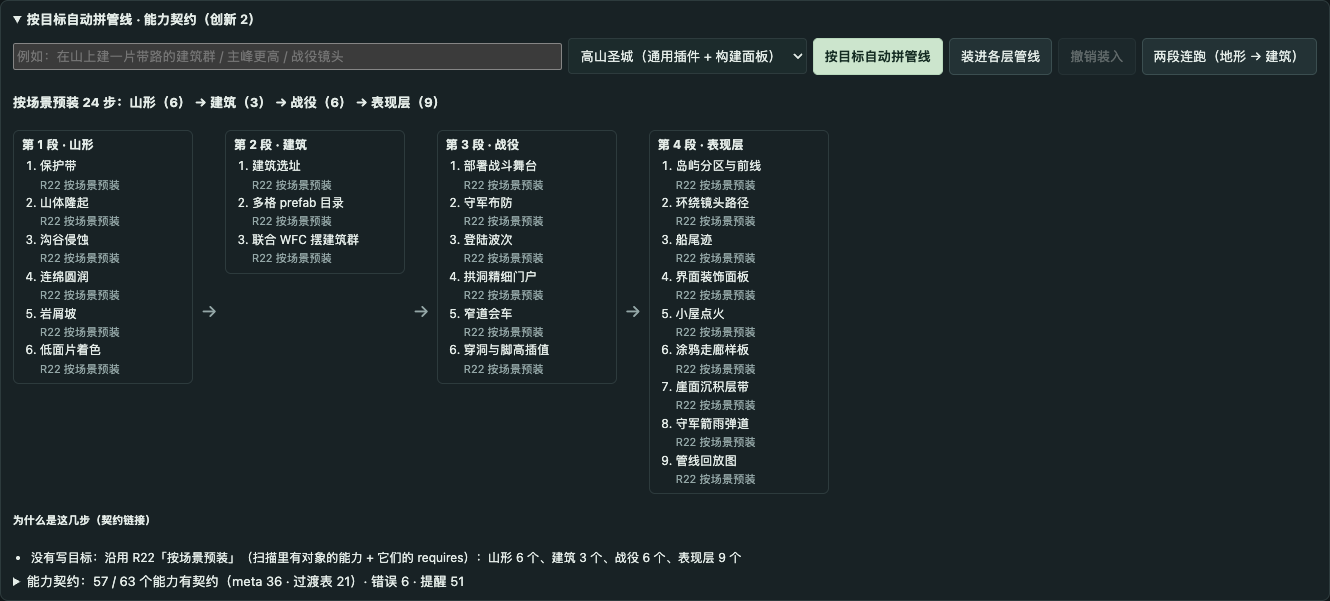 ▼ 按目标自动拼管线 · 能力契约（创新 2）
例如：在山上建一片带路的建筑群 / 主峰更高 / 战役镜头
高山圣城（通用插件 + 构建面板）
按目标自动拼管线
装进各层管线
撤销装入
两段连跑（地形 → 建筑）
按场景预装 24 步：山形（6） → 建筑（3） → 战役（6） → 表现层（9）
第 1 段 · 山形
1. 保护带
R22 按场景预装
2. 山体隆起
R22 按场景预装
3. 沟谷侵蚀
R22 按场景预装
4. 连绵圆润
R22 按场景预装
5. 岩屑坡
R22 按场景预装
6. 低面片着色
R22 按场景预装
→
第 2 段 · 建筑
1. 建筑选址
R22 按场景预装
2. 多格 prefab 目录
R22 按场景预装
3. 联合 WFC 摆建筑群
R22 按场景预装
→
第 3 段 · 战役
1. 部署战斗舞台
R22 按场景预装
2. 守军布防
R22 按场景预装
3. 登陆波次
R22 按场景预装
4. 拱洞精细门户
R22 按场景预装
5. 窄道会车
R22 按场景预装
6. 穿洞与脚高插值
R22 按场景预装
→
第 4 段 · 表现层
1. 岛屿分区与前线
R22 按场景预装
2. 环绕镜头路径
R22 按场景预装
3. 船尾迹
R22 按场景预装
4. 界面装饰面板
R22 按场景预装
5. 小屋点火
R22 按场景预装
6. 涂鸦走廊样板
R22 按场景预装
7. 崖面沉积层带
R22 按场景预装
8. 守军箭雨弹道
R22 按场景预装
9. 管线回放图
R22 按场景预装
为什么是这几步（契约链接）
• 没有写目标：沿用 R22「按场景预装」（扫描里有对象的能力 + 它们的 requires）：山形 6 个、建筑 3 个、战役 6 个、表现层 9 个
▶ 能力契约：57 / 63 个能力有契约（meta 36 · 过渡表 21）· 错误 6 · 提醒 51